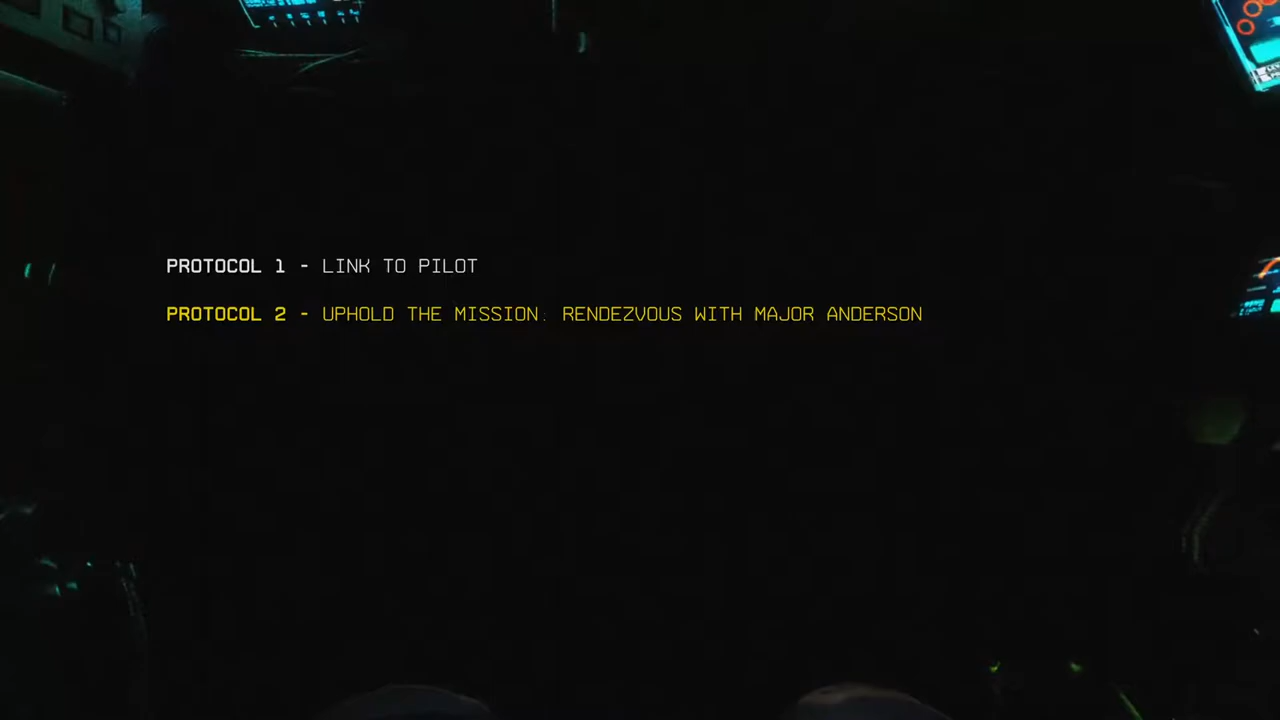 PROTOCOL 1 - LINK TO PILOT
PROTOCOL 2 - UPHOLD THE MISSION: RENDEZVOUS WITH MAJOR ANDERSON